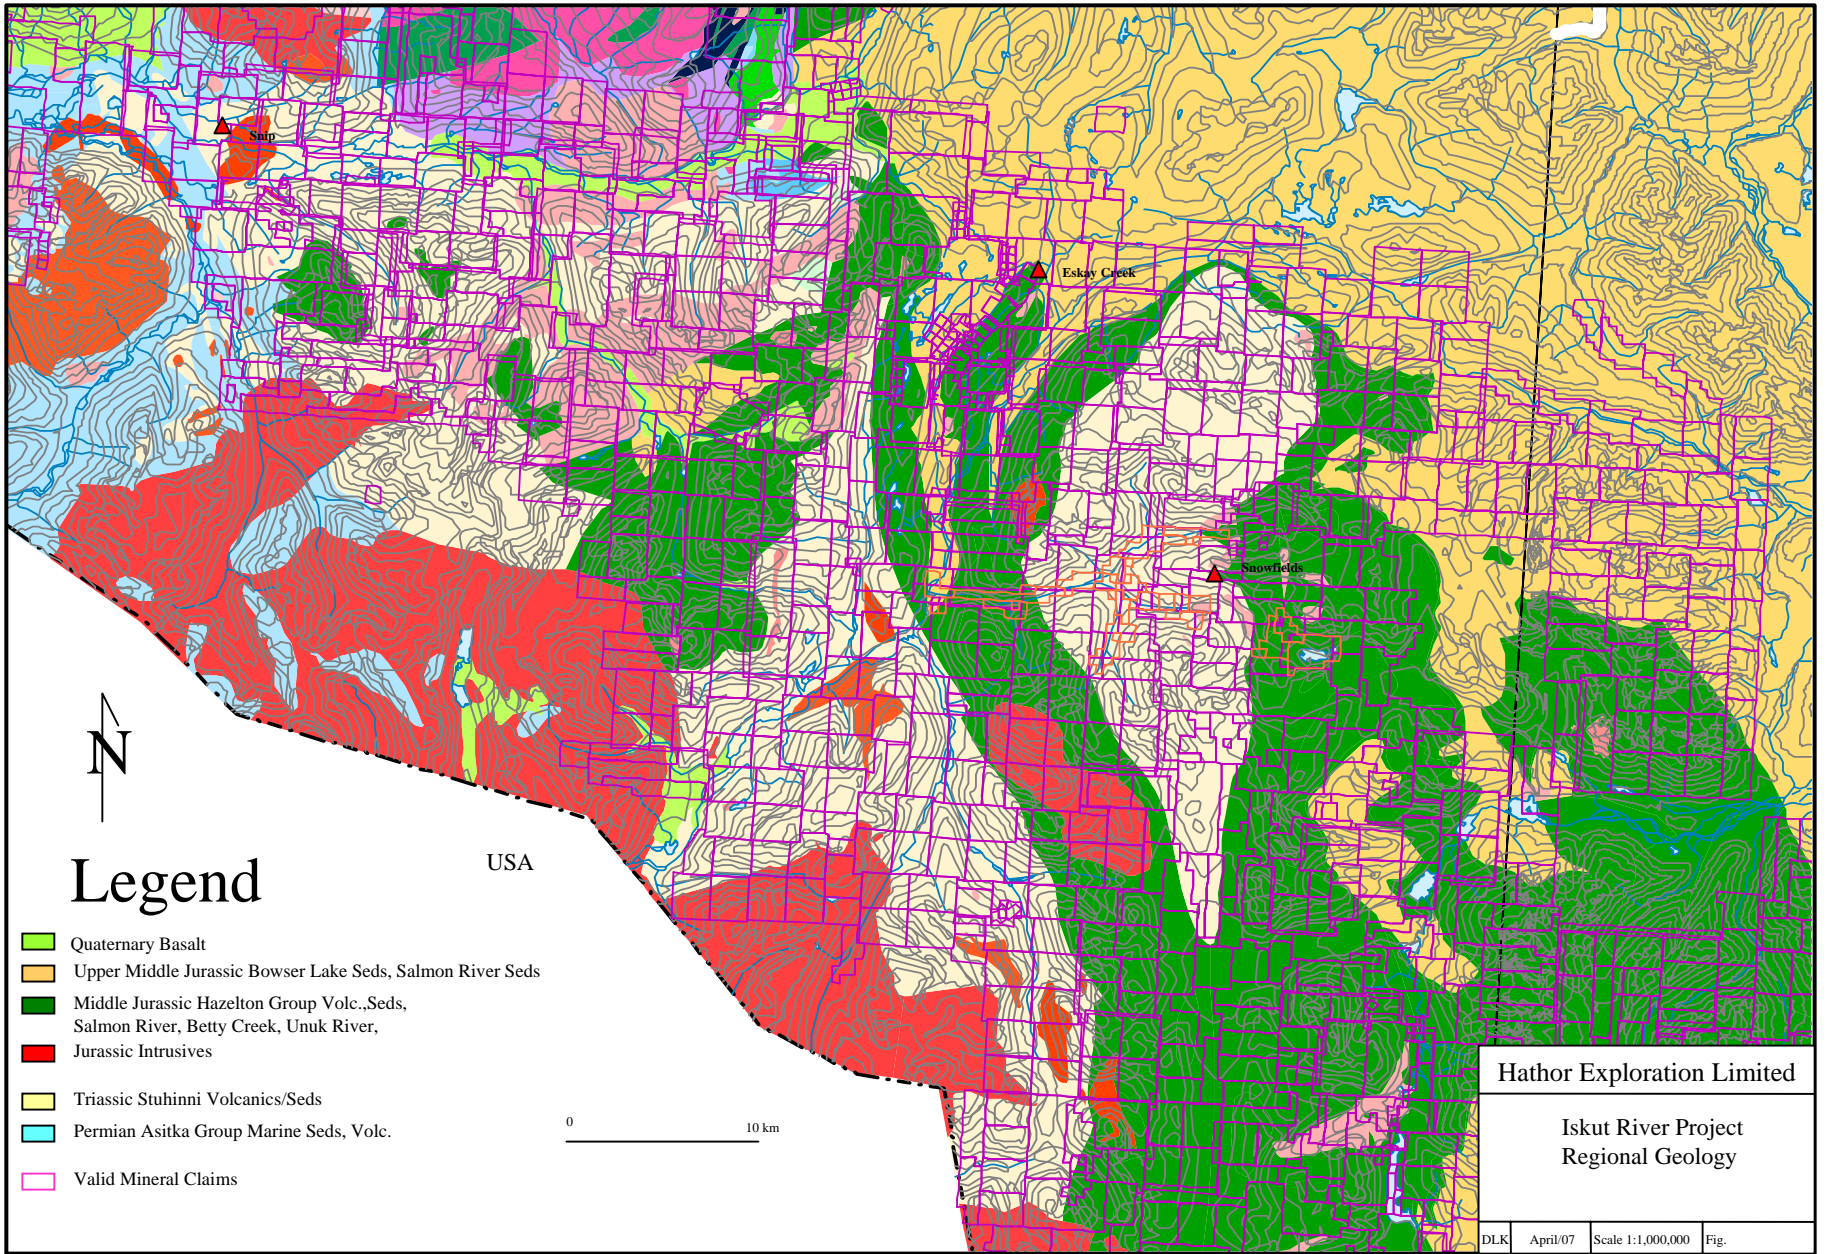 Snip
Eskay Creek
Snowfields
N
USA
Legend
Quaternary Basalt
Upper Middle Jurassic Bowser Lake Seds, Salmon River Seds
Middle Jurassic Hazelton Group Volc.,Seds,
Salmon River, Betty Creek, Unuk River,
Jurassic Intrusives
Triassic Stuhinni Volcanics/Seds
Permian Asitka Group Marine Seds, Volc.
Valid Mineral Claims
0 10 km
Hathor Exploration Limited
Iskut River Project
Regional Geology
DLK April/07 Scale 1:1,000,000 Fig.